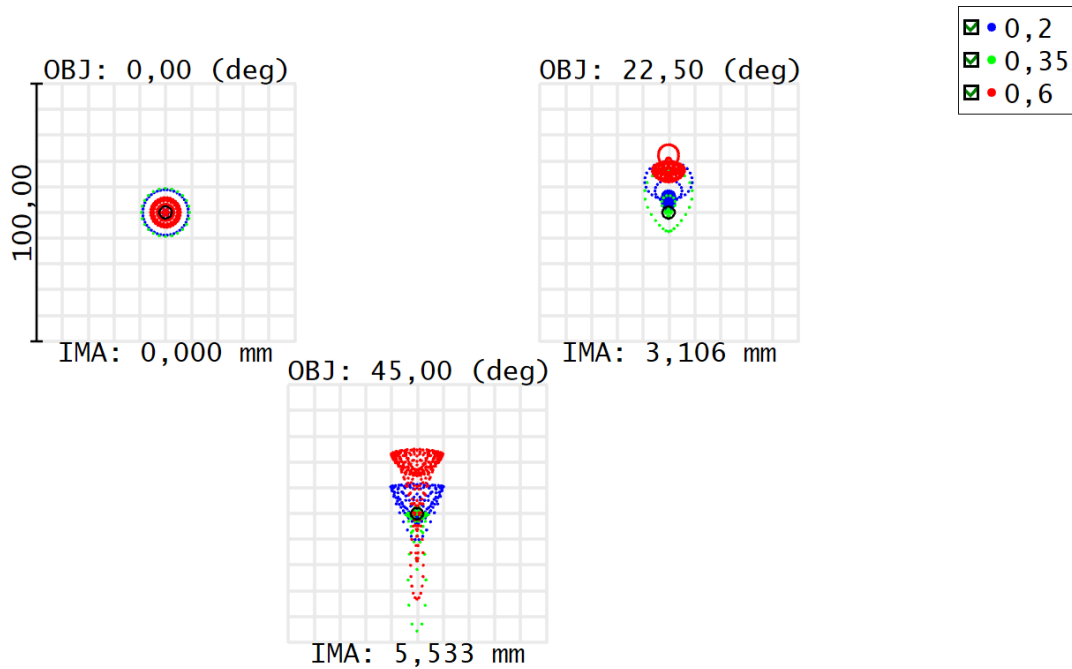 0,2
0,35
0,6
OBJ: 0,00 (deg)
OBJ: 22,50 (deg)
100,00
IMA: 0,000 mm
IMA: 3,106 mm
OBJ: 45,00 (deg)
IMA: 5,533 mm